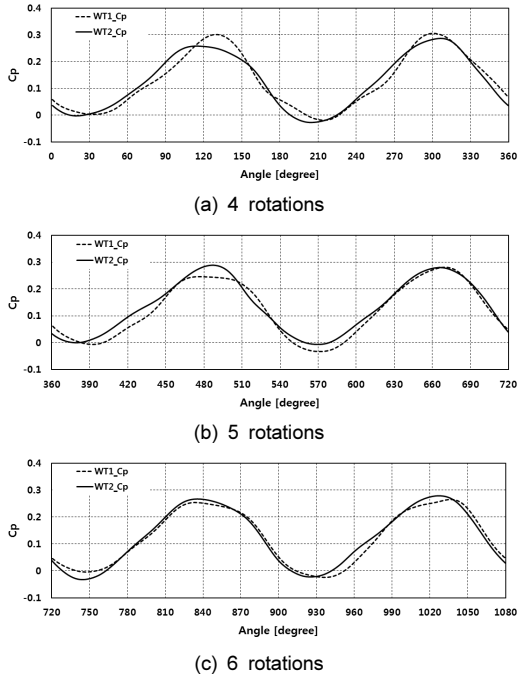 0.4
0.3
0.2
0.1
0
-0.1
Cp
WT1_Cp
WT2_Cp
0 30 60 90 120 150 180 210 240 270 300 330 360
Angle [degree]
(a) 4 rotations
0.4
0.3
0.2
0.1
0
-0.1
Cp
WT1_Cp
WT2_Cp
360 390 420 450 480 510 540 570 600 630 660 690 720
Angle [degree]
(b) 5 rotations
0.4
0.3
0.2
0.1
0
-0.1
Cp
WT1_Cp
WT2_Cp
720 750 780 810 840 870 900 930 960 990 1020 1050 1080
Angle [degree]
(c) 6 rotations